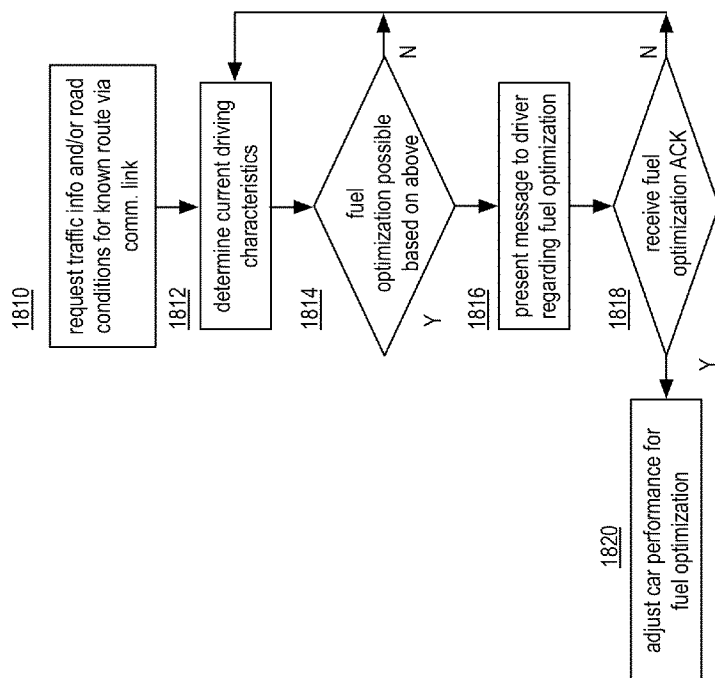 1810
request traffic info and/or road
conditions for known route via
comm. link
1812
determine current driving
characteristics
1814
fuel
optimization possible
based on above
N
Y
1816
present message to driver
regarding fuel optimization
1818
receive fuel
optimization ACK
N
Y
1820
adjust car performance for
fuel optimization